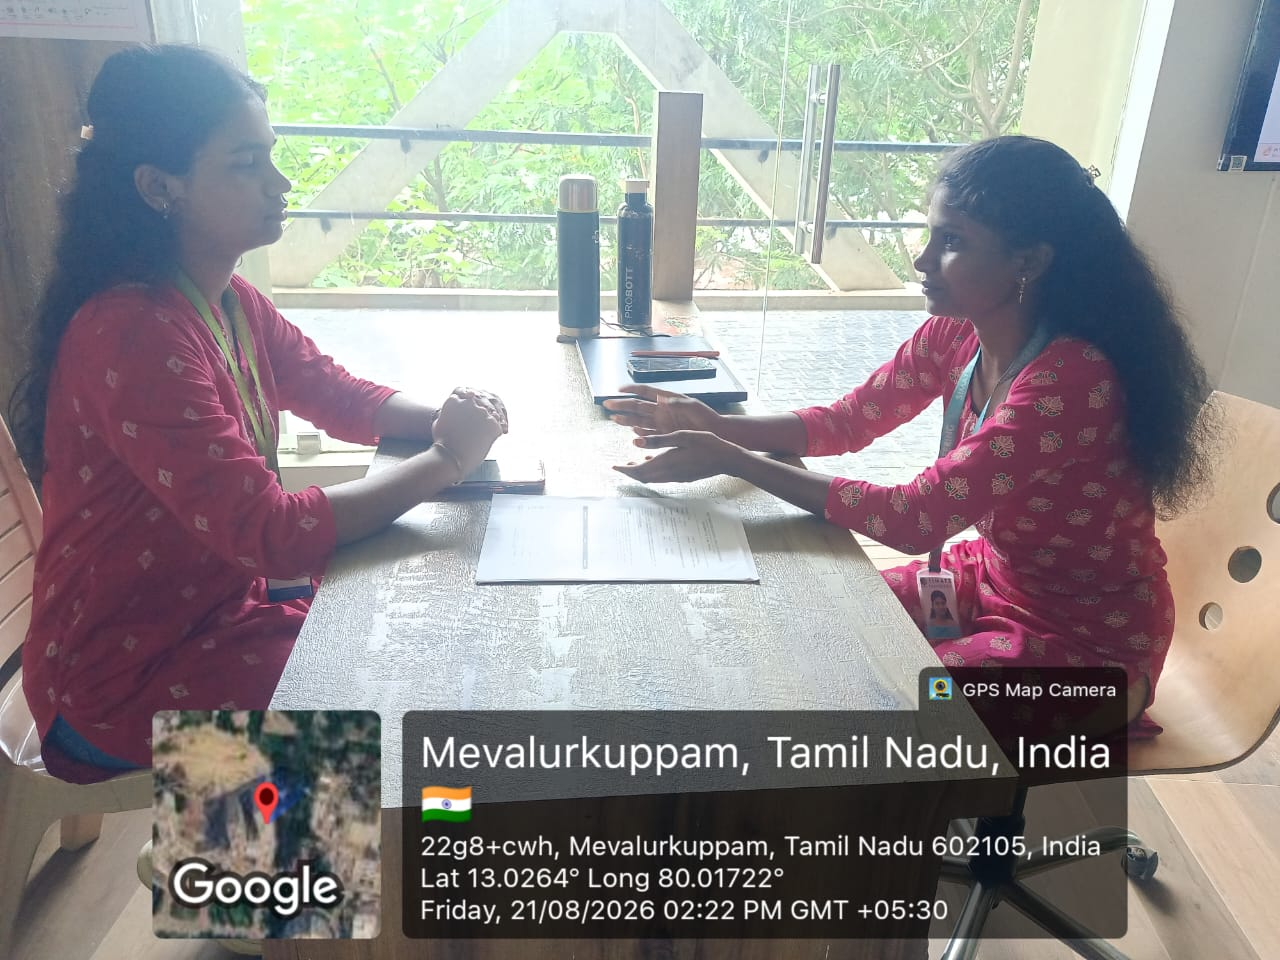 PROBOTT
GPS Map Camera
Mevalurkuppam, Tamil Nadu, India
22g8+cwh, Mevalurkuppam, Tamil Nadu 602105, India
Lat 13.0264° Long 80.01722°
Friday, 21/08/2026 02:22 PM GMT +05:30
Google